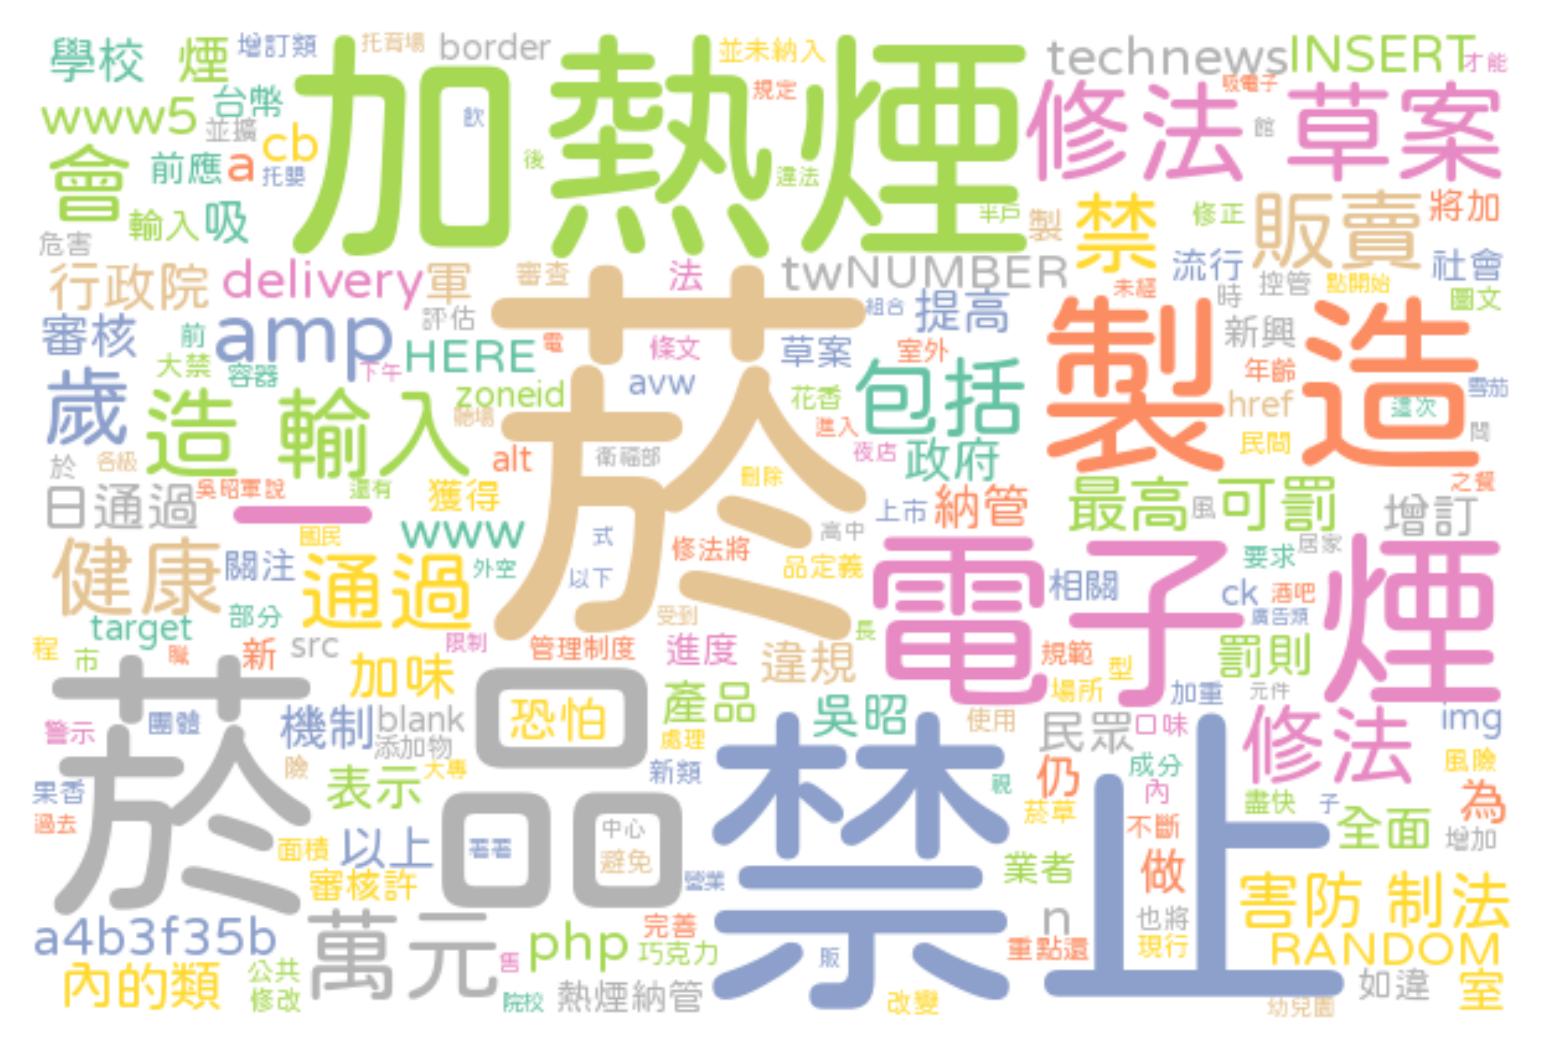 學校 煙 增訂類 托育場 border 並未納入 technews INSERT 才能
www5 台幣 加熱煙 飲 規定 修法 草案 吸電子
並擴 cb 後 違法 館
會 前應 a 托嬰
輸入 吸 半戶 製 禁 修正 販賣 將加
危害
行政院 delivery 軍 審查 法 twNUMBER 未經 流行 控管 點開始 社會
審核 前 amp 評估 組合 提高 時 圖文
大禁 容器 下午 HERE 電 條文 草案 室外 製造 新興
歲 造 輸入 zoneid 菸 avw 花香 包括 年齡 雪茄
href 這次
alt 衛福部 進入 夜店 政府 民間 問
於 各級 刪除
日通過 吳昭軍說 還有 獲得 上市 納管 最高 風 可罰 增訂 之餐
一 國民 www 式 高中 居家
健康 關注 通過 外空 以下 修法將 品定義 電子煙 相關 要求
target 部分 受到 ck 酒吧 廣告類
程 市 職 新 src 限制 管理制度 進度 違規 長 規範 型 罰則
加味 場所 加重 元件
菸品 恐怕 產品 吳昭 使用 民眾 口味 修法 img
警示 團體 機制 blank 處理
添加物 新類 禁止 視 仍 成分 風險
果香 險 表示 大專 內 盡快 子 為
過去 中心 菸草 不斷 全面 增加
面積 以上 著著 避免 營業 業者 做 害防 制法
審核許
a4b3f35b 萬元 php 完善 巧克力 n 也將 現行 RANDOM
重點還
內的類 公共 售 販 如違 室
修改 院校 熱煙納管 改變 幼兒園